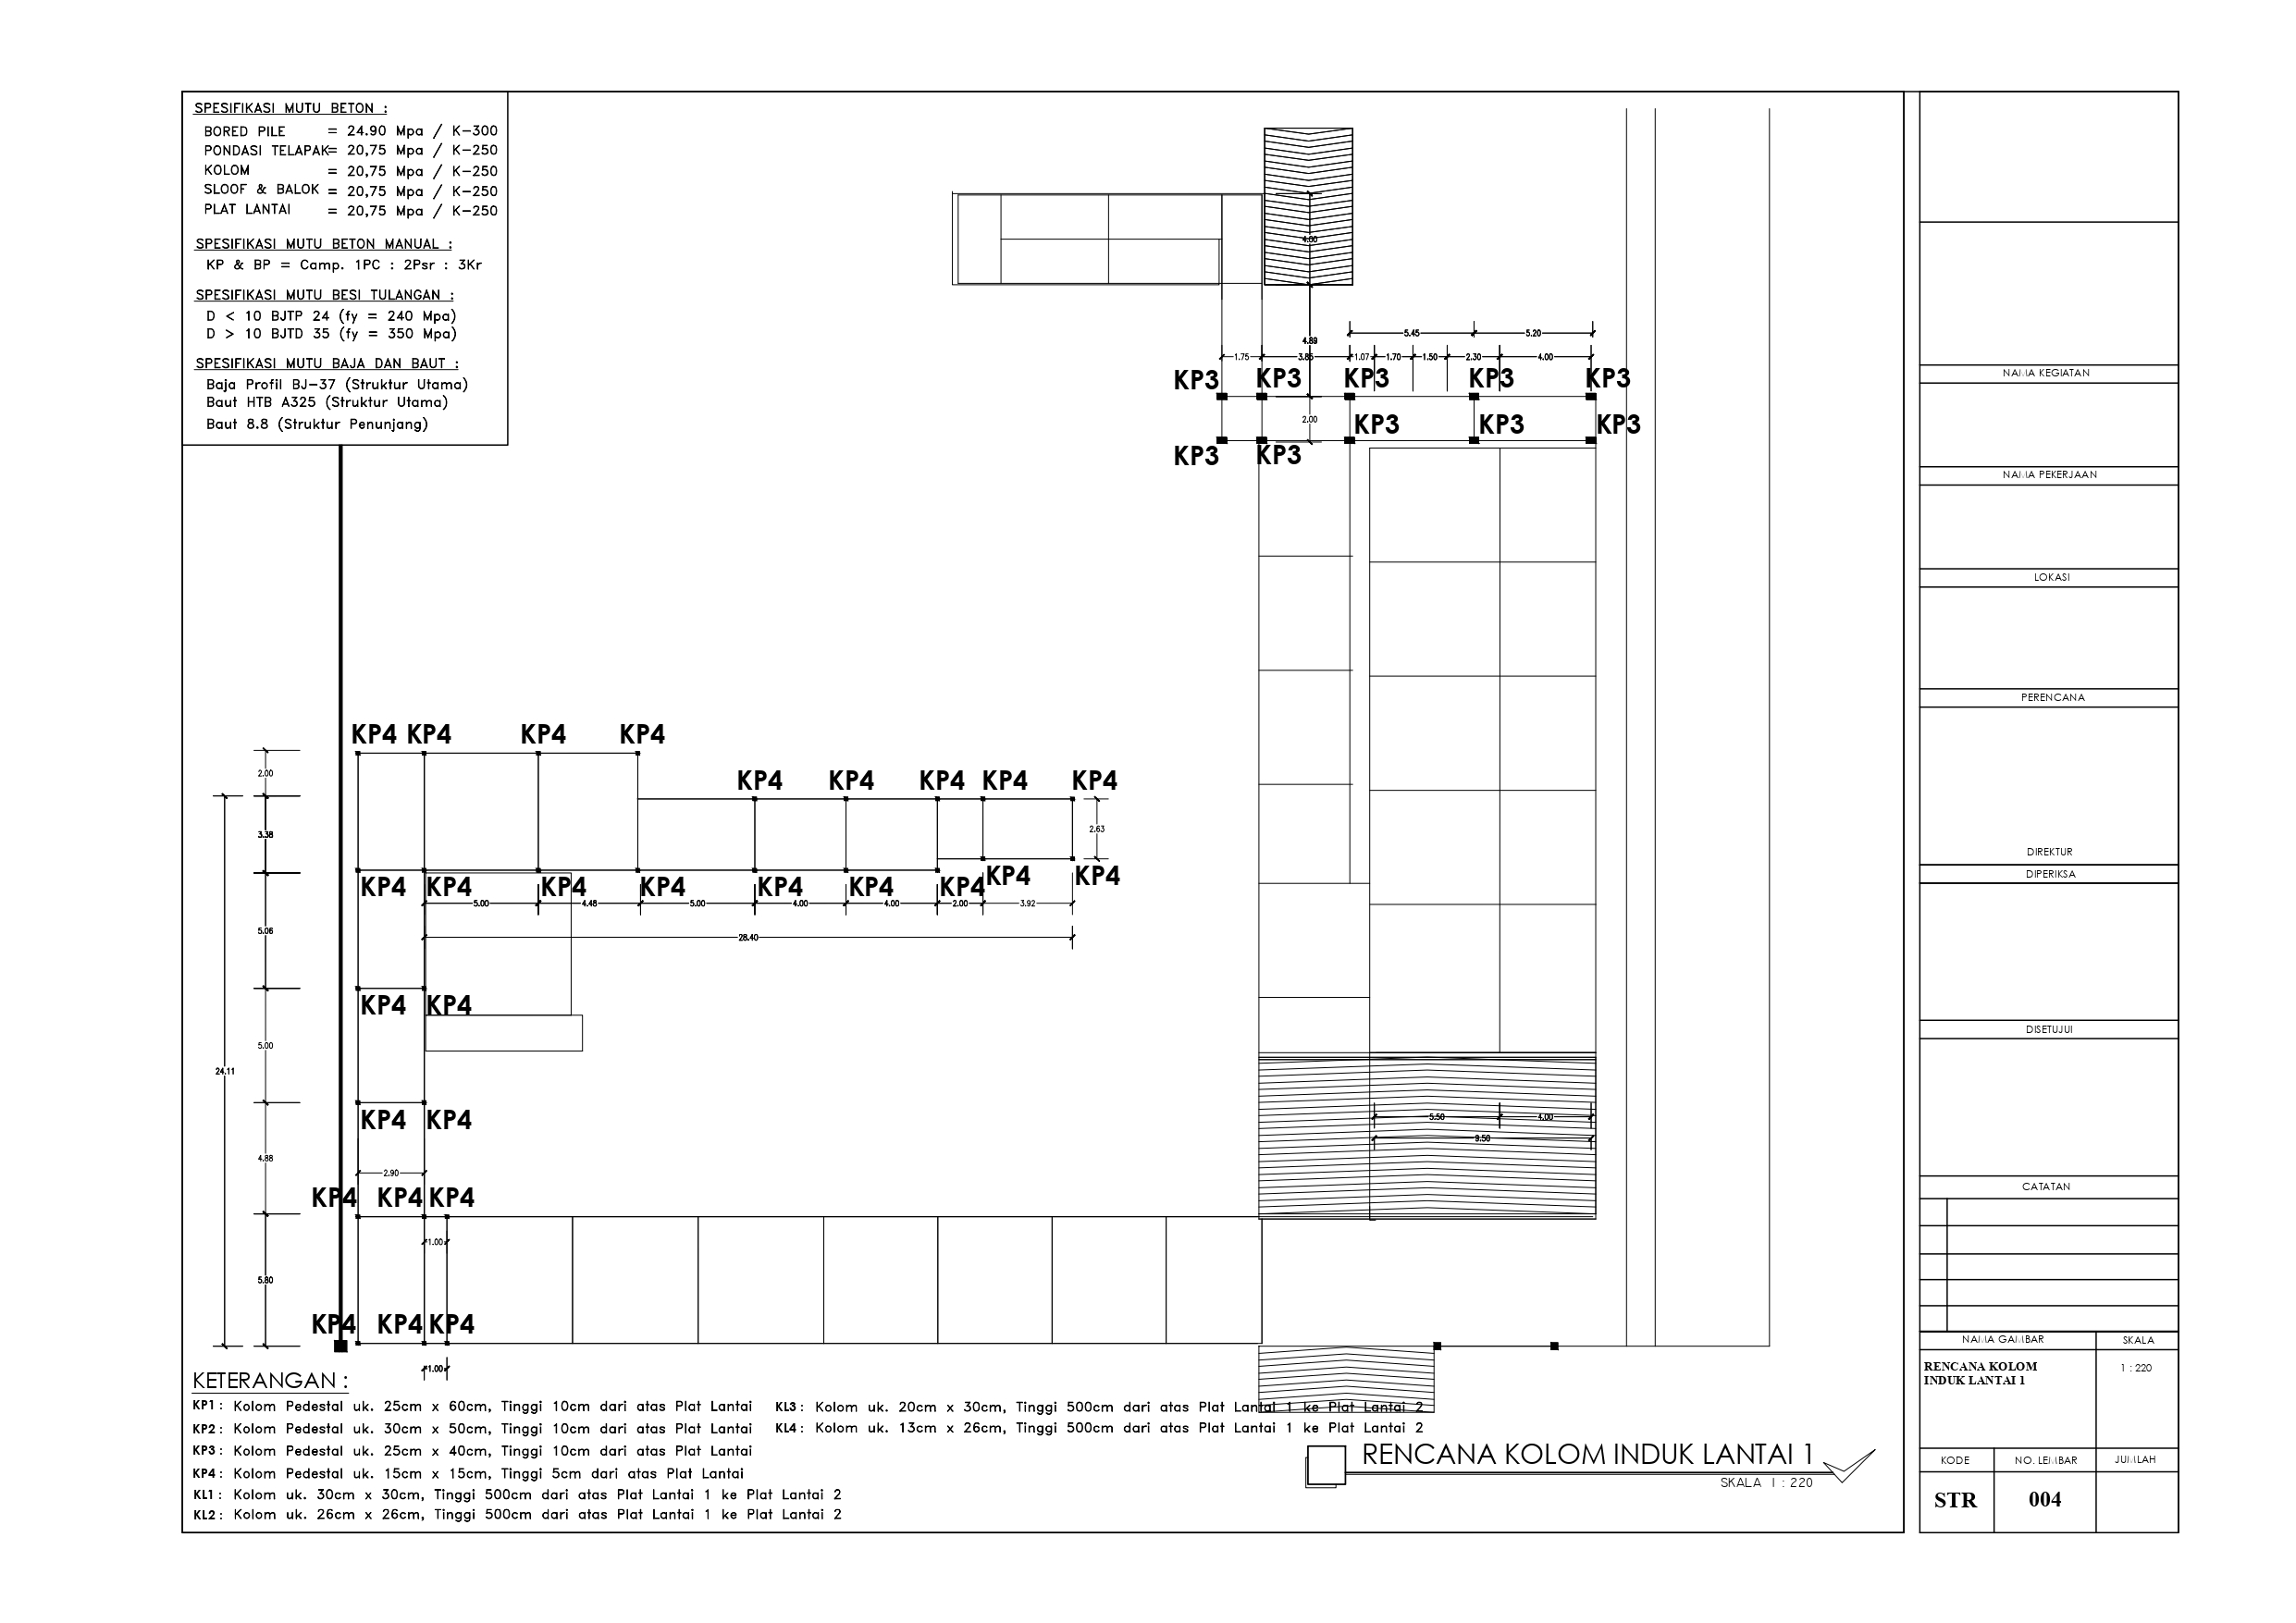 SPESIFIKASI MUTU BETON :
BORED PILE = 24.90 Mpa / K-300
PONDASI TELAPAK= 20,75 Mpa / K-250
KOLOM = 20,75 Mpa / K-250
SLOOF & BALOK = 20,75 Mpa / K-250
PLAT LANTAI = 20,75 Mpa / K-250
SPESIFIKASI MUTU BETON MANUAL :
KP & BP = Camp. 1PC : 2Psr : 3Kr
SPESIFIKASI MUTU BESI TULANGAN :
D < 10 BJTP 24 (fy = 240 Mpa)
D > 10 BJTD 35 (fy = 350 Mpa)
SPESIFIKASI MUTU BAJA DAN BAUT :
Baja Profil BJ-37 (Struktur Utama)
Baut HTB A325 (Struktur Utama)
Baut 8.8 (Struktur Penunjang)
4.00
5.45 5.20
4.89
1.75 3.85 1.07 1.70 1.50 2.30 4.00
KP3 KP3 KP3 KP3 KP3
2.00 KP3 KP3 KP3
KP3 KP3
KP4 KP4 KP4 KP4
2.00
KP4 KP4 KP4 KP4 KP4
3.38 2.63
KP4 KP4 KP4 KP4 KP4 KP4 KP4 KP4 KP4
5.00 4.48 5.00 4.00 4.00 2.00 3.92
5.06
28.40
KP4 KP4
5.00
24.11
KP4 KP4
5.50 4.00
9.50
4.88
2.90
KP4 KP4 KP4
1.00
5.80
KP4 KP4 KP4
1.00
KETERANGAN :
KP1 : Kolom Pedestal uk. 25cm x 60cm, Tinggi 10cm dari atas Plat Lantai
KP2 : Kolom Pedestal uk. 30cm x 50cm, Tinggi 10cm dari atas Plat Lantai
KP3 : Kolom Pedestal uk. 25cm x 40cm, Tinggi 10cm dari atas Plat Lantai
KP4 : Kolom Pedestal uk. 15cm x 15cm, Tinggi 5cm dari atas Plat Lantai
KL1 : Kolom uk. 30cm x 30cm, Tinggi 500cm dari atas Plat Lantai 1 ke Plat Lantai 2
KL2 : Kolom uk. 26cm x 26cm, Tinggi 500cm dari atas Plat Lantai 1 ke Plat Lantai 2
KL3 : Kolom uk. 20cm x 30cm, Tinggi 500cm dari atas Plat Lantai 1 ke Plat Lantai 2
KL4 : Kolom uk. 13cm x 26cm, Tinggi 500cm dari atas Plat Lantai 1 ke Plat Lantai 2
RENCANA KOLOM INDUK LANTAI 1
SKALA 1 : 220
NAMA KEGIATAN
NAMA PEKERJAAN
LOKASI
PERENCANA
DIREKTUR
DIPERIKSA
DISETUJUI
CATATAN
NAMA GAMBAR SKALA
RENCANA KOLOM 1 : 220
INDUK LANTAI 1
KODE NO. LEMBAR JUMLAH
STR 004